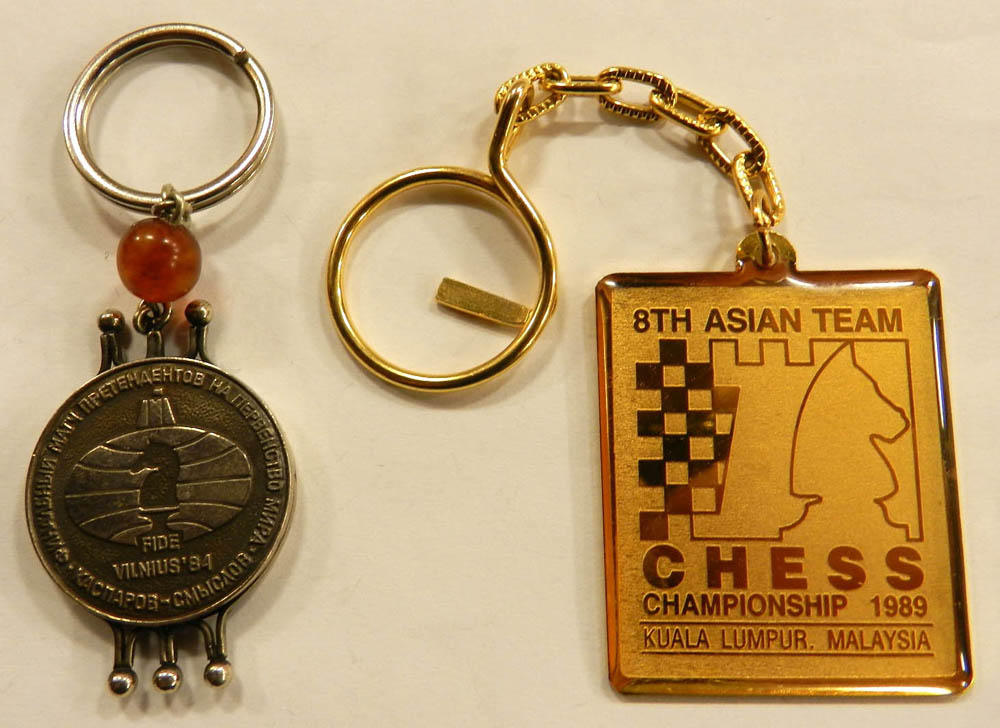 ФИНАЛЬНЫЙ МАТЧ ПРЕТЕНДЕНТОВ НА ПЕРВЕНСТВО МИРА
• КАСПАРОВ–СМЫСЛОВ •
FIDE
VILNIUS'84
8TH ASIAN TEAM
CHESS
CHAMPIONSHIP 1989
KUALA LUMPUR. MALAYSIA